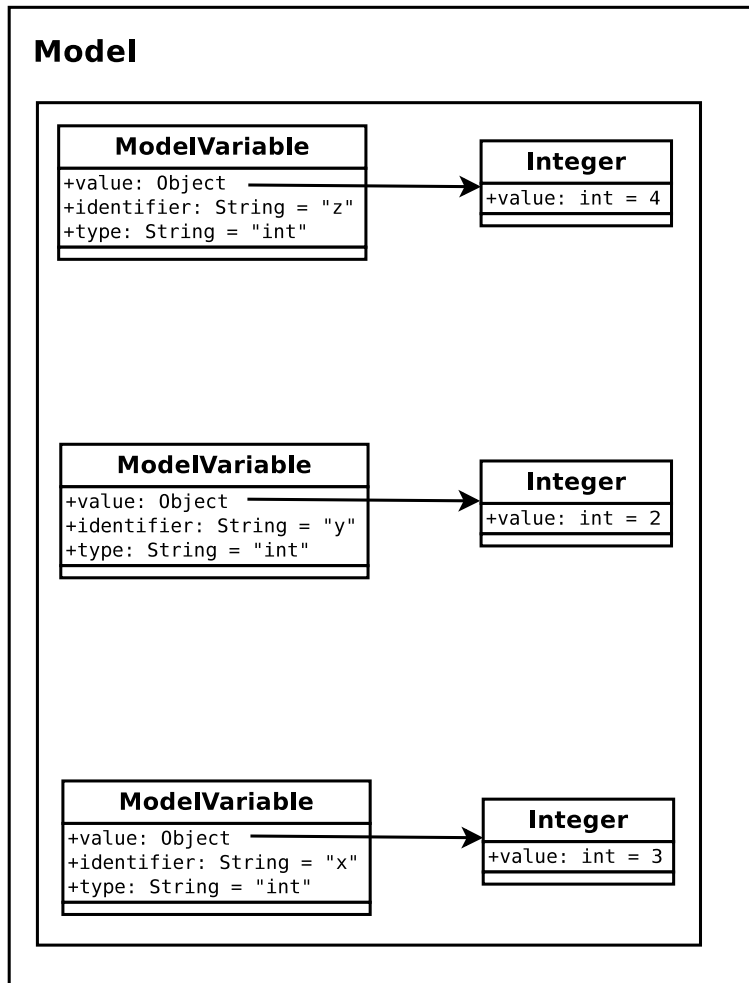 Model
ModelVariable
+value: Object
+identifier: String = "z"
+type: String = "int"
Integer
+value: int = 4
ModelVariable
+value: Object
+identifier: String = "y"
+type: String = "int"
Integer
+value: int = 2
ModelVariable
+value: Object
+identifier: String = "x"
+type: String = "int"
Integer
+value: int = 3